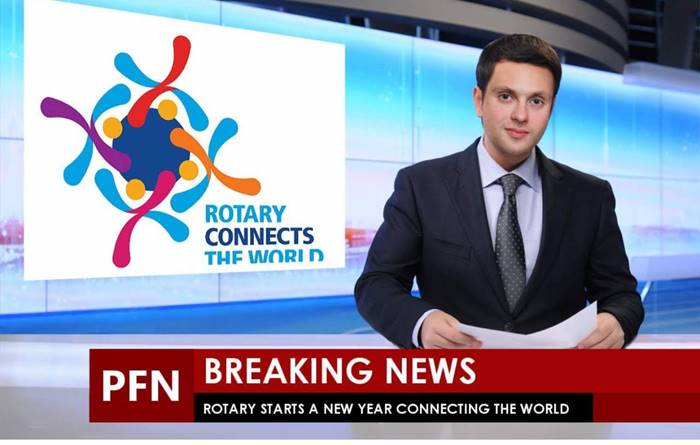 ROTARY
CONNECTS
THE WORLD
PFN
BREAKING NEWS
ROTARY STARTS A NEW YEAR CONNECTING THE WORLD